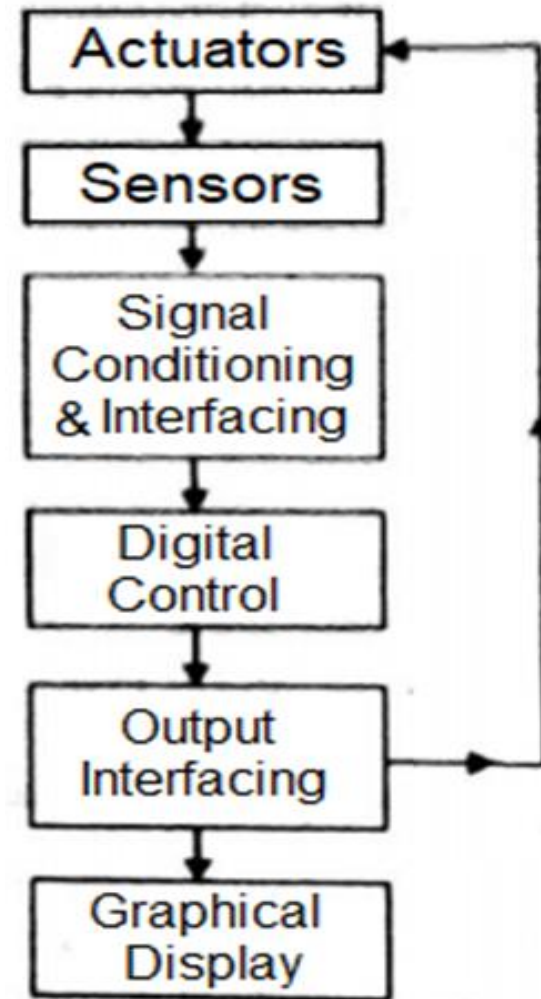 Actuators
Sensors
Signal
Conditioning
& Interfacing
Digital
Control
Output
Interfacing
Graphical
Display